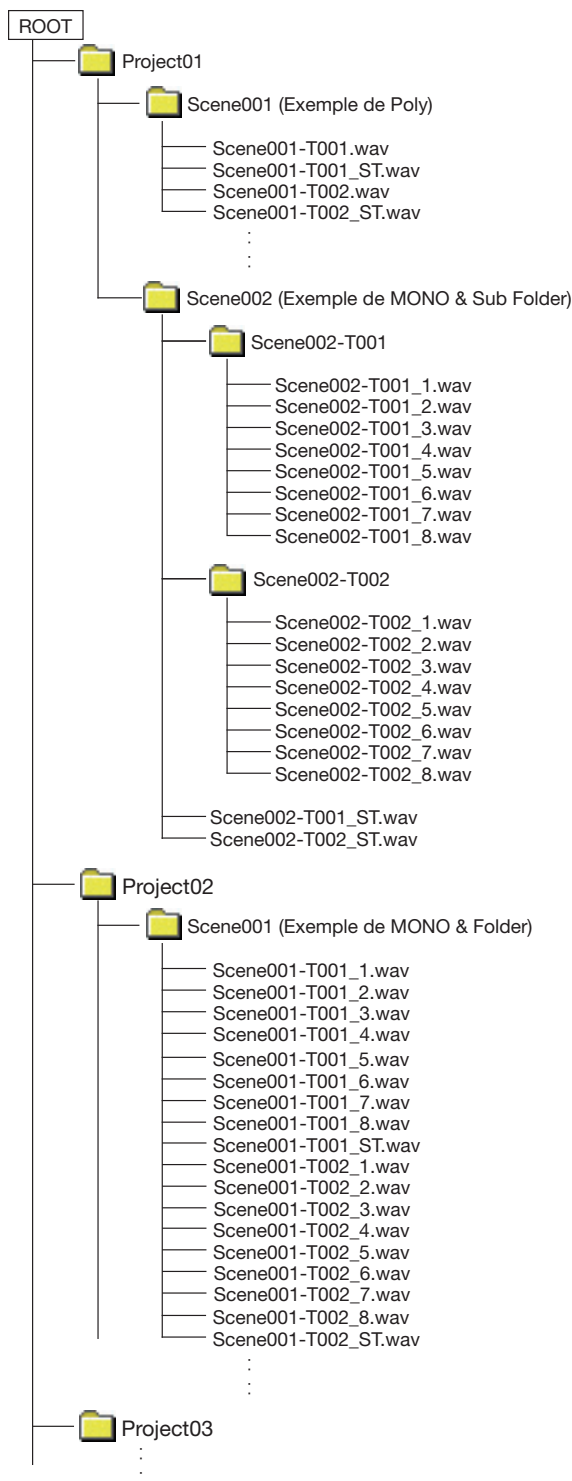 ROOT
Project01
Scene001 (Exemple de Poly)
Scene001-T001.wav
Scene001-T001_ST.wav
Scene001-T002.wav
Scene001-T002_ST.wav
Scene002 (Exemple de MONO & Sub Folder)
Scene002-T001
Scene002-T001_1.wav
Scene002-T001_2.wav
Scene002-T001_3.wav
Scene002-T001_4.wav
Scene002-T001_5.wav
Scene002-T001_6.wav
Scene002-T001_7.wav
Scene002-T001_8.wav
Scene002-T002
Scene002-T002_1.wav
Scene002-T002_2.wav
Scene002-T002_3.wav
Scene002-T002_4.wav
Scene002-T002_5.wav
Scene002-T002_6.wav
Scene002-T002_7.wav
Scene002-T002_8.wav
Scene002-T001_ST.wav
Scene002-T002_ST.wav
Project02
Scene001 (Exemple de MONO & Folder)
Scene001-T001_1.wav
Scene001-T001_2.wav
Scene001-T001_3.wav
Scene001-T001_4.wav
Scene001-T001_5.wav
Scene001-T001_6.wav
Scene001-T001_7.wav
Scene001-T001_8.wav
Scene001-T001_ST.wav
Scene001-T002_1.wav
Scene001-T002_2.wav
Scene001-T002_3.wav
Scene001-T002_4.wav
Scene001-T002_5.wav
Scene001-T002_6.wav
Scene001-T002_7.wav
Scene001-T002_8.wav
Scene001-T002_ST.wav
Project03